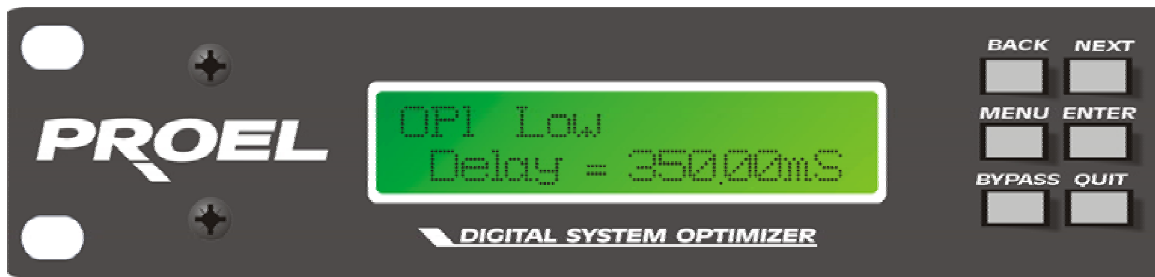 PROEL
OP1 Low
Delay = 350.00mS
DIGITAL SYSTEM OPTIMIZER
BACK NEXT
MENU ENTER
BYPASS QUIT